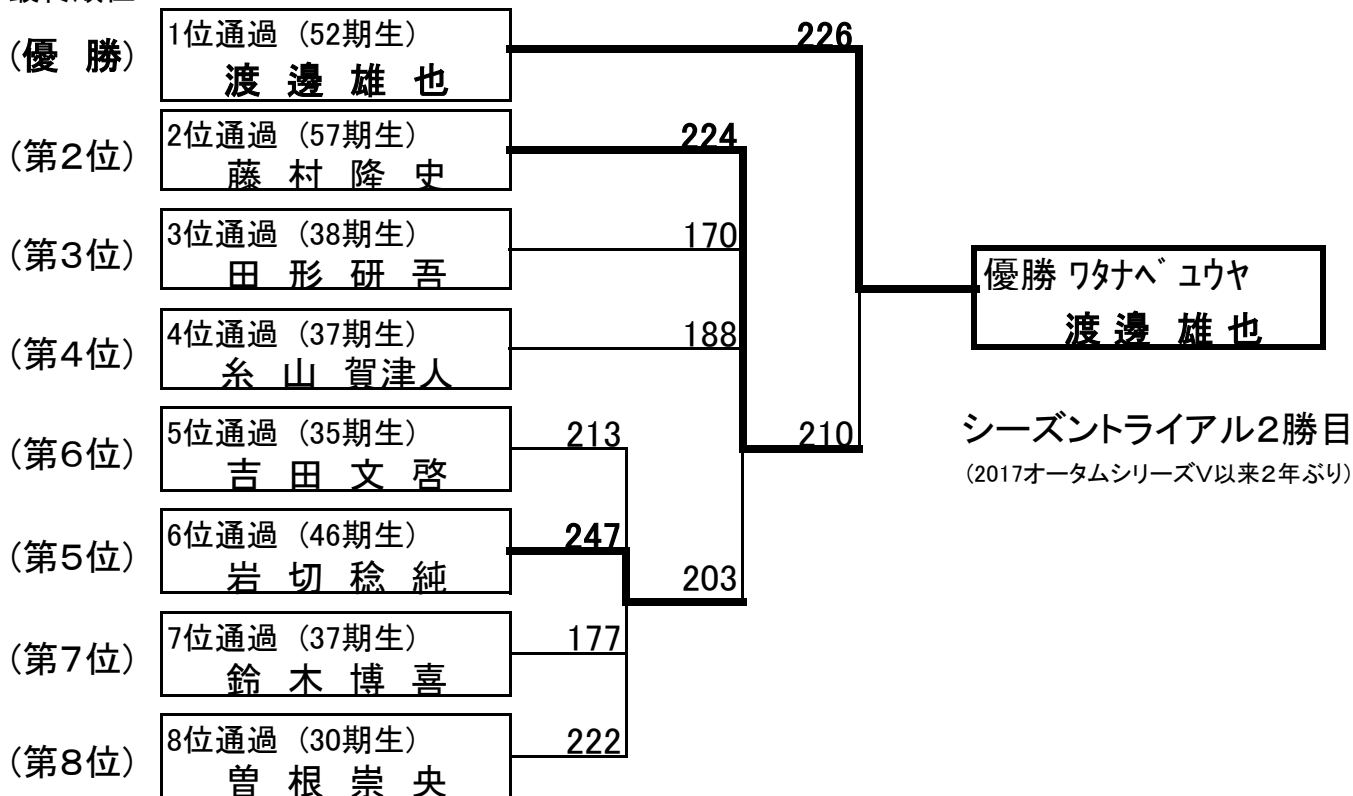 (優 勝)
1位通過 (52期生)
渡 邊 雄 也
226
(第2位)
2位通過 (57期生)
藤 村 隆 史
224
(第3位)
3位通過 (38期生)
田 形 研 吾
170
優勝 ワタナベ ユウヤ
渡 邊 雄 也
(第4位)
4位通過 (37期生)
糸 山 賀津人
188
(第6位)
5位通過 (35期生)
吉 田 文 啓
213
210
シーズントライアル2勝目
(2017オータムシリーズV以来2年ぶり)
(第5位)
6位通過 (46期生)
岩 切 稔 純
247
203
(第7位)
7位通過 (37期生)
鈴 木 博 喜
177
(第8位)
8位通過 (30期生)
曽 根 崇 央
222